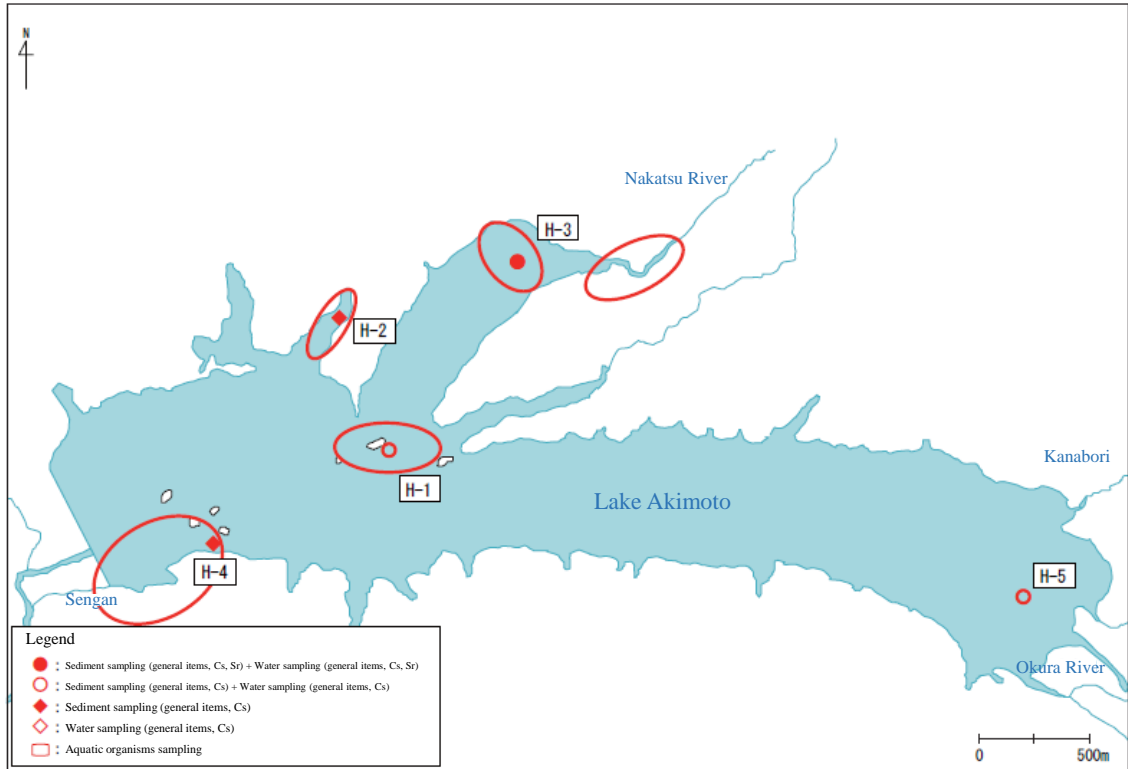 N
Nakatsu River
H-3
H-2
H-1
Kanabori
Lake Akimoto
H-4
H-5
Sengan
Okura River
Legend
: Sediment sampling (general items, Cs, Sr) + Water sampling (general items, Cs, Sr)
: Sediment sampling (general items, Cs) + Water sampling (general items, Cs)
: Sediment sampling (general items, Cs)
: Water sampling (general items, Cs)
: Aquatic organisms sampling
0 500m